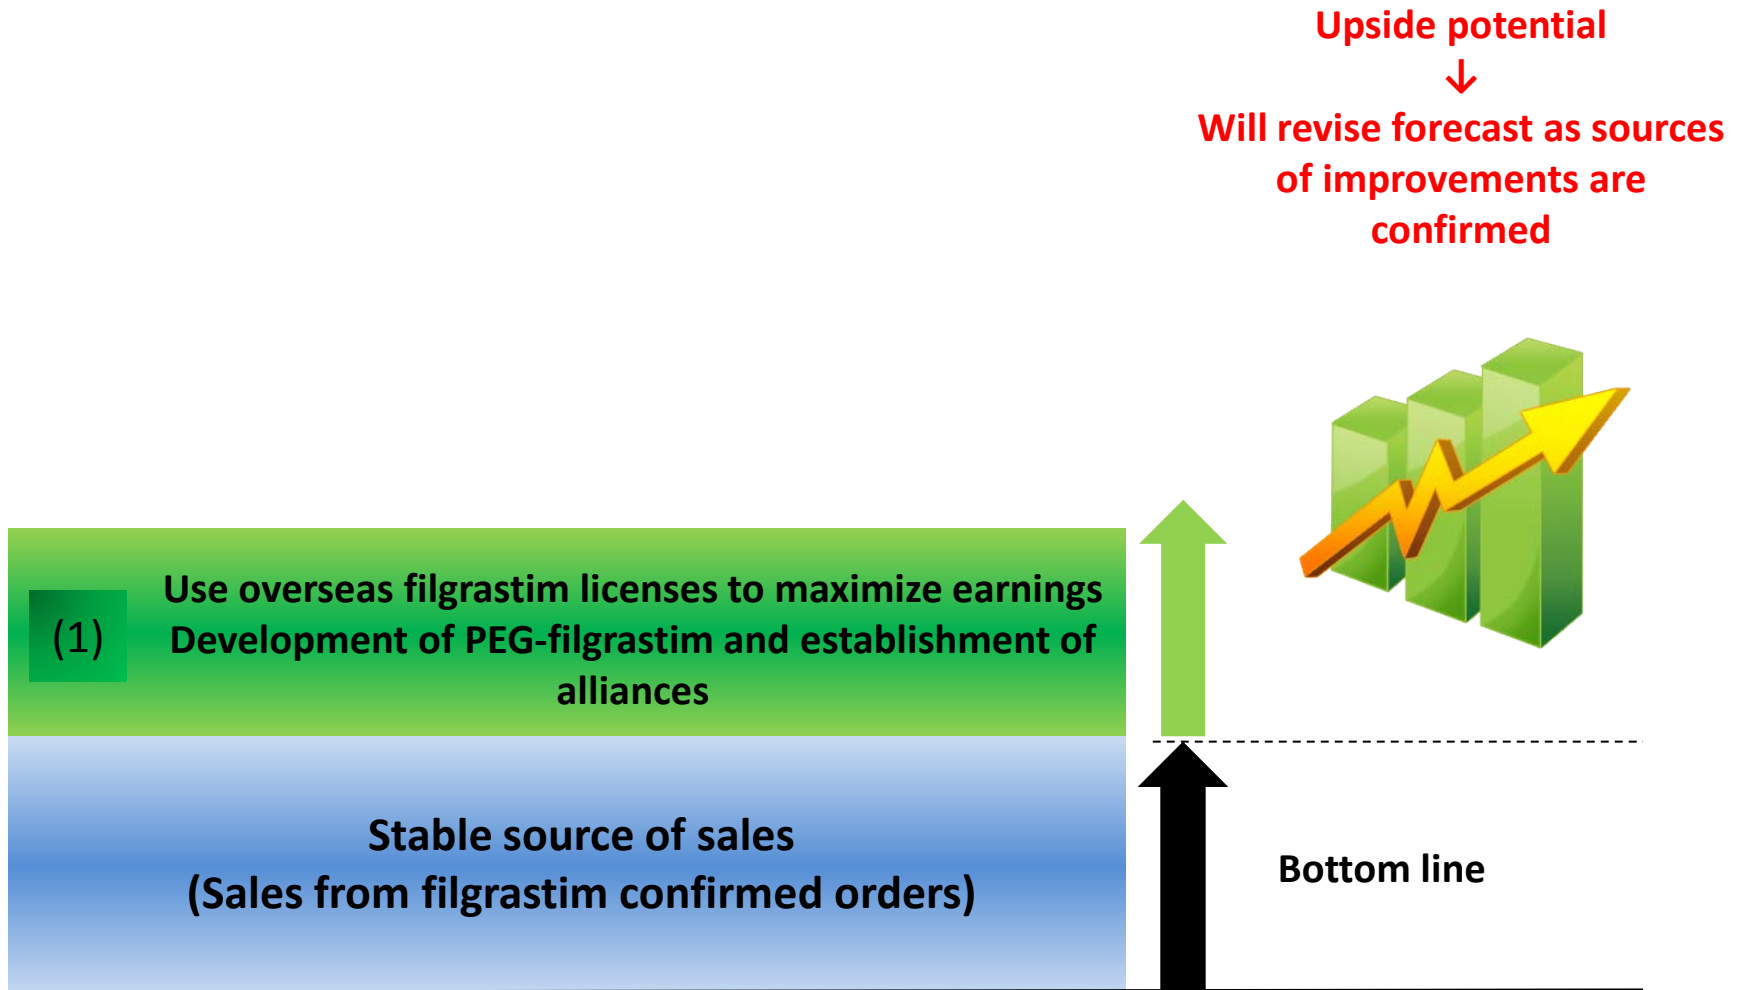 Upside potential
↓
Will revise forecast as sources
of improvements are
confirmed
(1)
Use overseas filgrastim licenses to maximize earnings
Development of PEG-filgrastim and establishment of
alliances
Stable source of sales
(Sales from filgrastim confirmed orders)
Bottom line